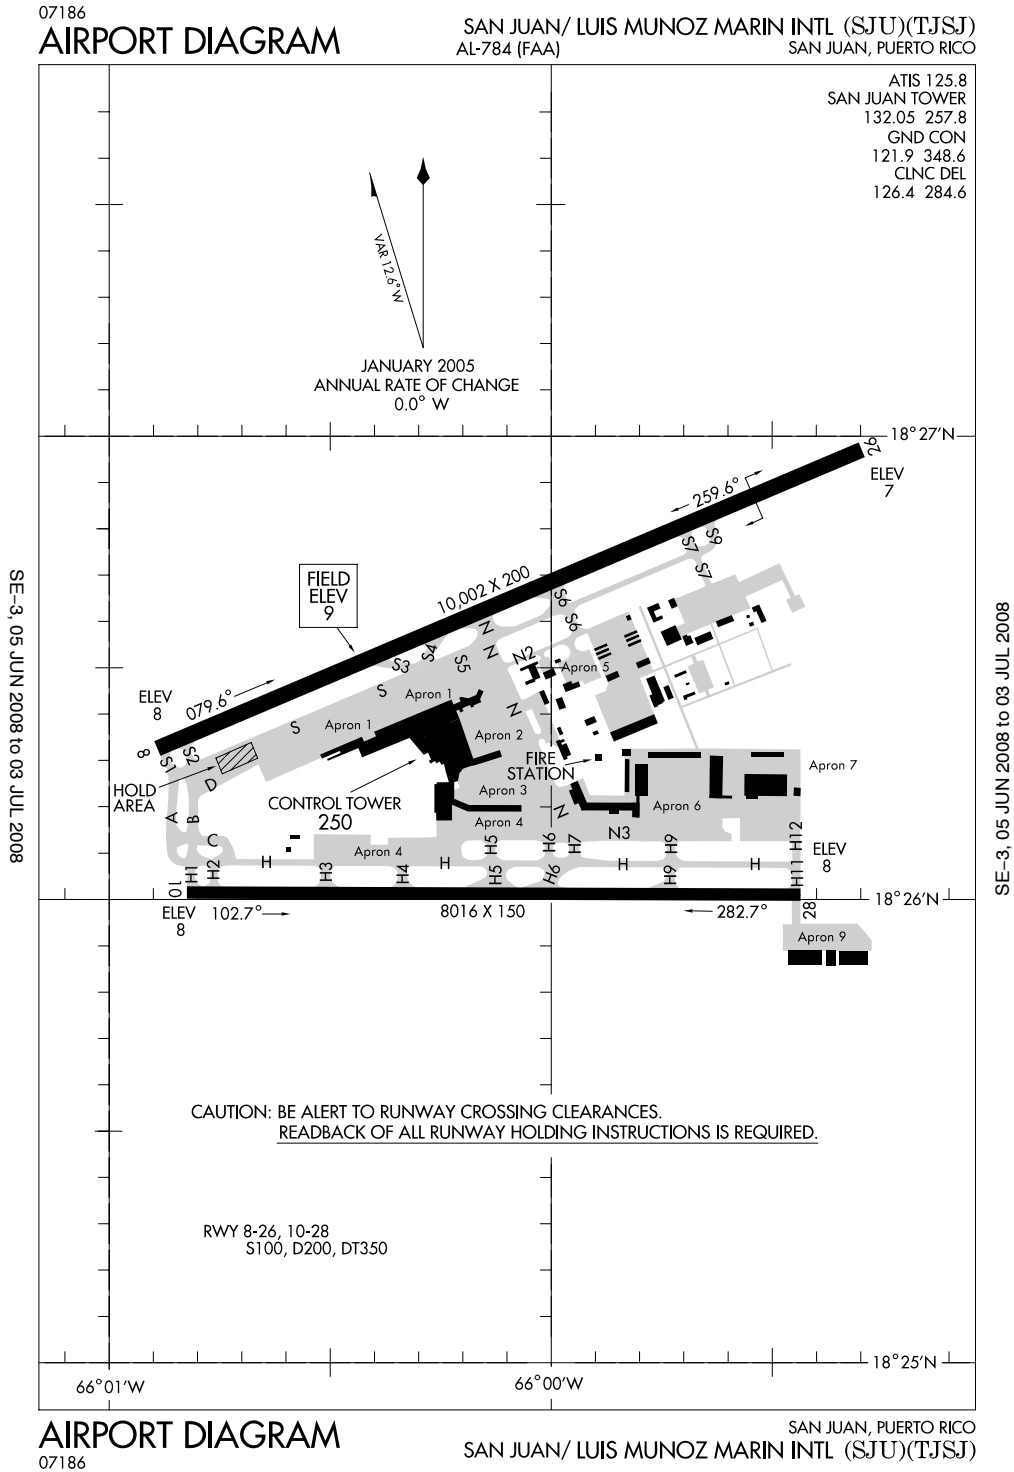 07186
AIRPORT DIAGRAM
SAN JUAN/ LUIS MUNOZ MARIN INTL (SJU)(TJSJ)
AL-784 (FAA)
SAN JUAN, PUERTO RICO
ATIS 125.8
SAN JUAN TOWER
132.05 257.8
GND CON
121.9 348.6
CLNC DEL
126.4 284.6
VAR 12.6° W
JANUARY 2005
ANNUAL RATE OF CHANGE
0.0° W
18°27'N
26
ELEV
7
259.6°
S9
S7
S7
FIELD
ELEV
9
10,002 X 200
S6
S6
N
N
N2
S4
S3
S5
Apron 5
ELEV
8
079.6°
S
Apron 1
S
Apron 1
N
Apron 2
8
S1
S2
HOLD
AREA
D
CONTROL TOWER
250
FIRE
STATION
Apron 7
Apron 3
Apron 4
Apron 6
N
N3
A
B
C
Apron 4
H5
H6
H7
H9
H12
ELEV
8
H
H
H
H
H1
H2
H3
H4
H5
H6
H9
H11
10
18°26'N
ELEV
8
102.7°
8016 X 150
282.7°
28
Apron 9
CAUTION: BE ALERT TO RUNWAY CROSSING CLEARANCES.
READBACK OF ALL RUNWAY HOLDING INSTRUCTIONS IS REQUIRED.
RWY 8-26, 10-28
S100, D200, DT350
18°25'N
66°01'W
66°00'W
SE-3, 05 JUN 2008 to 03 JUL 2008
SE-3, 05 JUN 2008 to 03 JUL 2008
AIRPORT DIAGRAM
07186
SAN JUAN, PUERTO RICO
SAN JUAN/ LUIS MUNOZ MARIN INTL (SJU)(TJSJ)